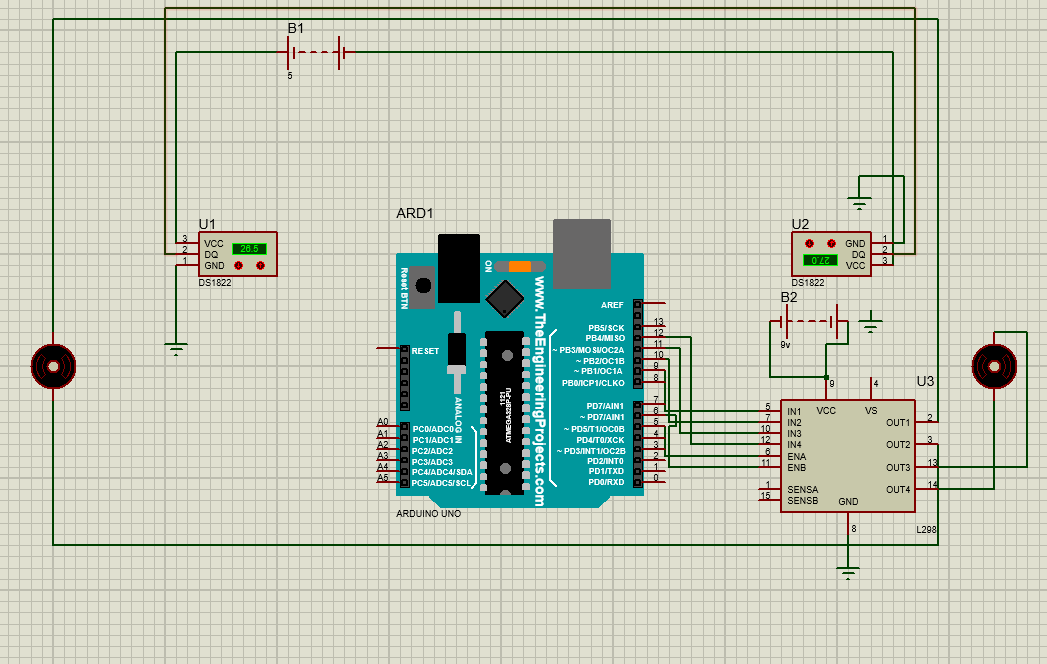 B1
5
ARD1
U1
3
2
1
VCC
DQ
GND
26.5
DS1822
U2
GND
DQ
VCC
1
2
3
27.0
DS1822
B2
9v
ON
Reset BTN
www.TheEngineeringProjects.com
1121
ATMEGA328P-PU
ANALOG IN
RESET
AREF
PB5/SCK 13
PB4/MISO 12
~ PB3/MOSI/OC2A 11
~ PB2/OC1B 10
~ PB1/OC1A 9
PB0/ICP1/CLKO 8
PD7/AIN1 7
~ PD7/AIN1 6
~ PD5/T1/OC0B 5
PD4/T0/XCK 4
~ PD3/INT1/OC2B 3
PD2/INT0 2
PD1/TXD 1
PD0/RXD 0
A0 PC0/ADC0
A1 PC1/ADC1
A2 PC2/ADC2
A3 PC3/ADC3
A4 PC4/ADC4/SDA
A5 PC5/ADC5/SCL
ARDUINO UNO
U3
9
4
VCC
VS
5 IN1
7 IN2
10 IN3
12 IN4
6 ENA
11 ENB
1 SENSA
15 SENSB
OUT1 2
OUT2 3
OUT3 13
OUT4 14
GND
8
L298